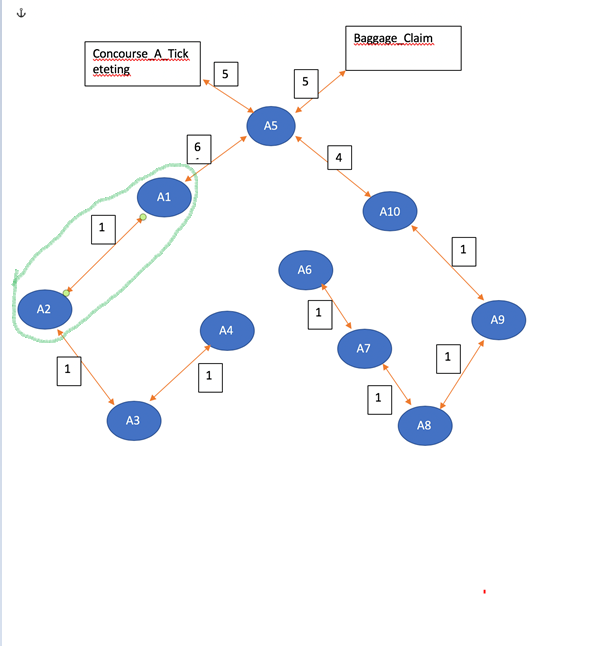 Concourse_A_Tick
eteting
Baggage_Claim
5
5
A5
6
4
A1
A10
1
1
A6
A2
1
A9
A4
A7
1
1
1
1
A3
A8